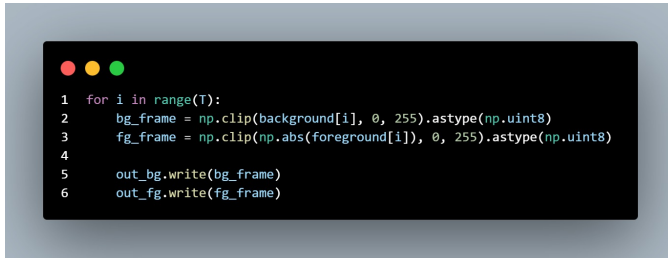 1 for i in range(T):
2     bg_frame = np.clip(background[i], 0, 255).astype(np.uint8)
3     fg_frame = np.clip(np.abs(foreground[i]), 0, 255).astype(np.uint8)
4
5     out_bg.write(bg_frame)
6     out_fg.write(fg_frame)